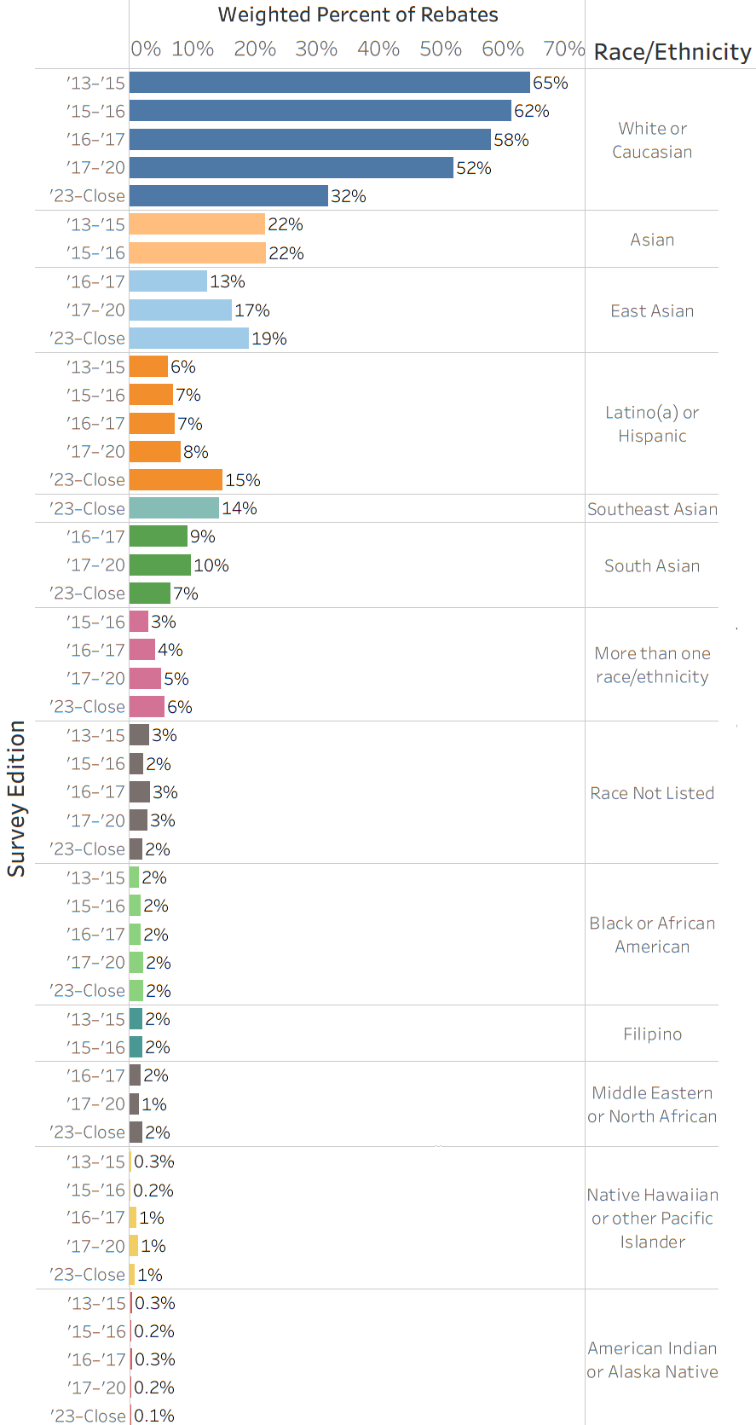 Weighted Percent of Rebates
0% 10% 20% 30% 40% 50% 60% 70% Race/Ethnicity
’13–’15 65%
’15–’16 62%
’16–’17 58%
’17–’20 52%
’23–Close 32%
White or
Caucasian
’13–’15 22%
’15–’16 22%
Asian
’16–’17 13%
’17–’20 17%
’23–Close 19%
East Asian
’13–’15 6%
’15–’16 7%
’16–’17 7%
’17–’20 8%
’23–Close 15%
Latino(a) or
Hispanic
’23–Close 14% Southeast Asian
’16–’17 9%
’17–’20 10%
’23–Close 7%
South Asian
’15–’16 3%
’16–’17 4%
’17–’20 5%
’23–Close 6%
More than one
race/ethnicity
Survey Edition
’13–’15 3%
’15–’16 2%
’16–’17 3%
’17–’20 3%
’23–Close 2%
Race Not Listed
’13–’15 2%
’15–’16 2%
’16–’17 2%
’17–’20 2%
’23–Close 2%
Black or African
American
’13–’15 2%
’15–’16 2%
Filipino
’16–’17 2%
’17–’20 1%
’23–Close 2%
Middle Eastern
or North African
’13–’15 0.3%
’15–’16 0.2%
’16–’17 1%
’17–’20 1%
’23–Close 1%
Native Hawaiian
or other Pacific
Islander
’13–’15 0.3%
’15–’16 0.2%
’16–’17 0.3%
’17–’20 0.2%
’23–Close 0.1%
American Indian
or Alaska Native